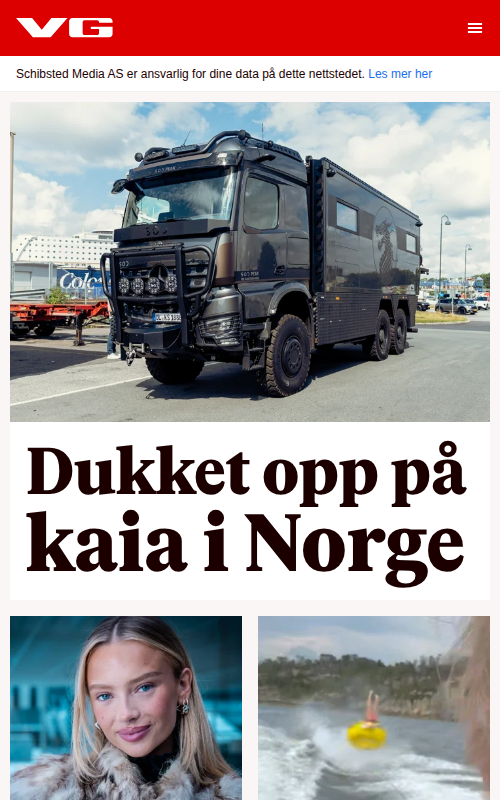 VG
Schibsted Media AS er ansvarlig for dine data på dette nettstedet. Les mer her
Dukket opp på
kaia i Norge